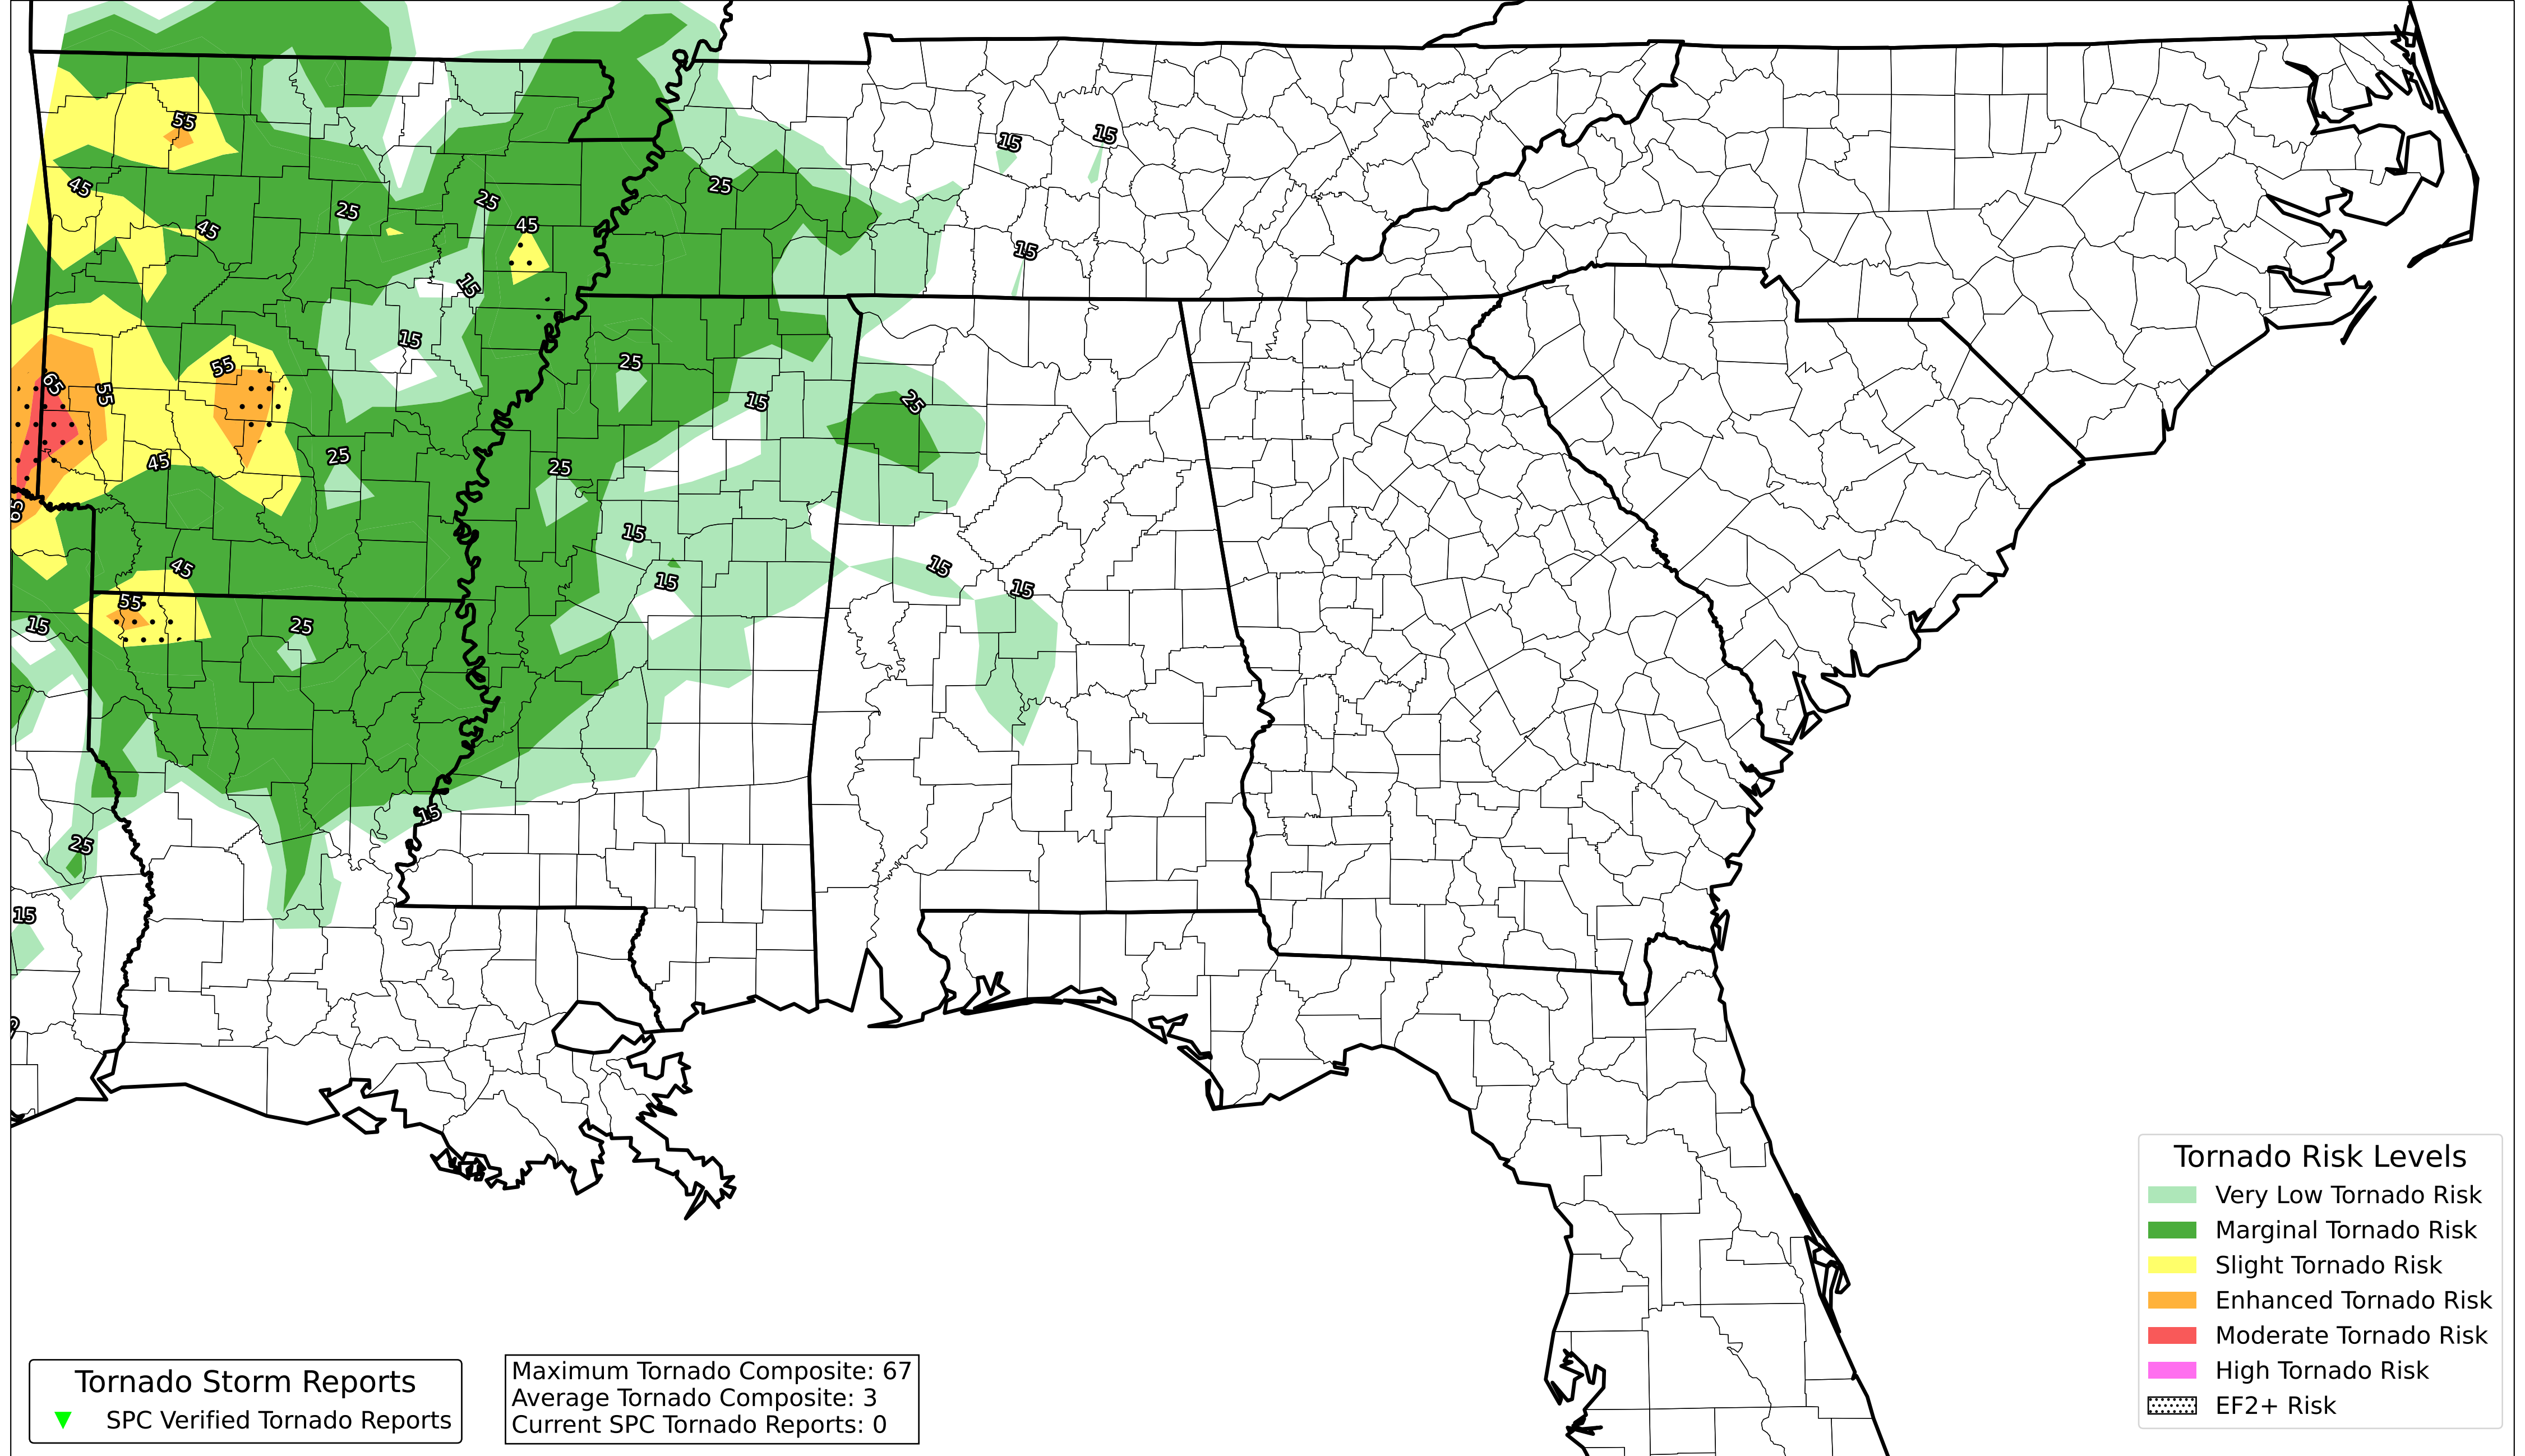 15
15
55
45
25
25
25
45
45
15
15
15
25
65
55
55
15
25
45
25
25
65
15
45
15
15
15
55
15
25
15
25
15
Tornado Risk Levels
Very Low Tornado Risk
Marginal Tornado Risk
Slight Tornado Risk
Enhanced Tornado Risk
Moderate Tornado Risk
High Tornado Risk
EF2+ Risk
Tornado Storm Reports
SPC Verified Tornado Reports
Maximum Tornado Composite: 67
Average Tornado Composite: 3
Current SPC Tornado Reports: 0